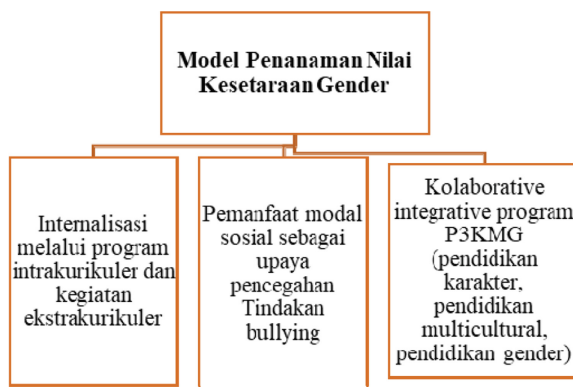 Model Penanaman Nilai
Kesetaraan Gender
Internalisasi
melalui program
intrakurikuler dan
kegiatan
ekstrakurikuler
Pemanfaat modal
sosial sebagai
upaya
pencegahan
Tindakan
bullying
Kolaborative
integrative program
P3KMG
(pendidikan
karakter,
pendidikan
multicultural,
pendidikan gender)